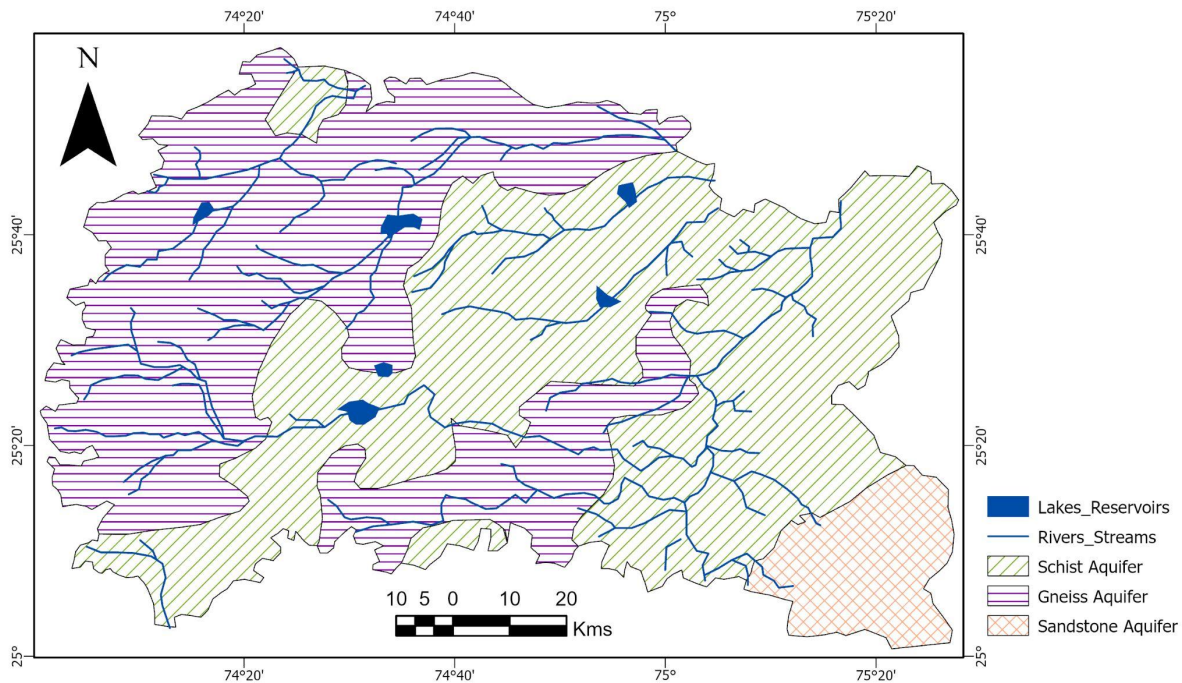 74°20' 74°40' 75° 75°20'
N
25°40' 25°40'
25°20' 25°20'
Lakes_Reservoirs
Rivers_Streams
Schist Aquifer
Gneiss Aquifer
Sandstone Aquifer
10 5 0 10 20
Kms
25° 25°
74°20' 74°40' 75° 75°20'